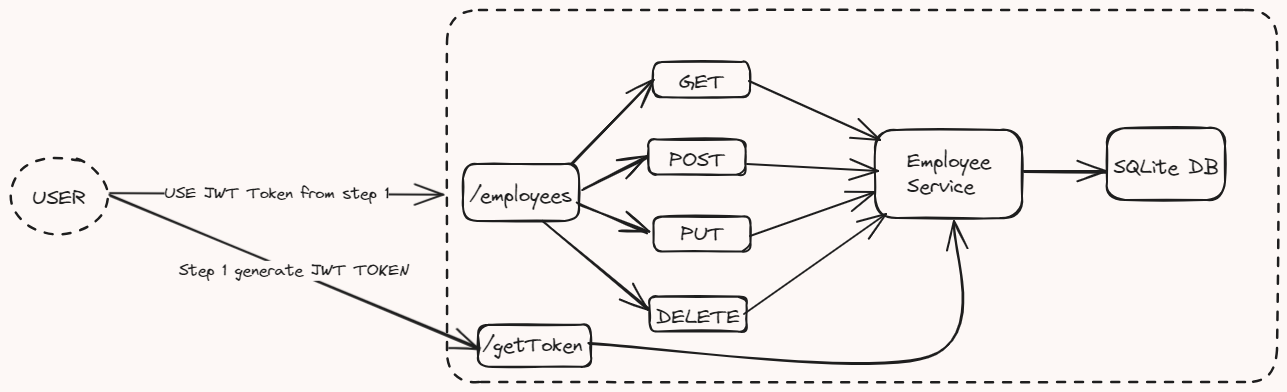 GET
POST
Employee
Service
SQLite DB
USER
USE JWT Token from step 1
/employees
PUT
Step 1 generate JWT TOKEN
DELETE
/getToken